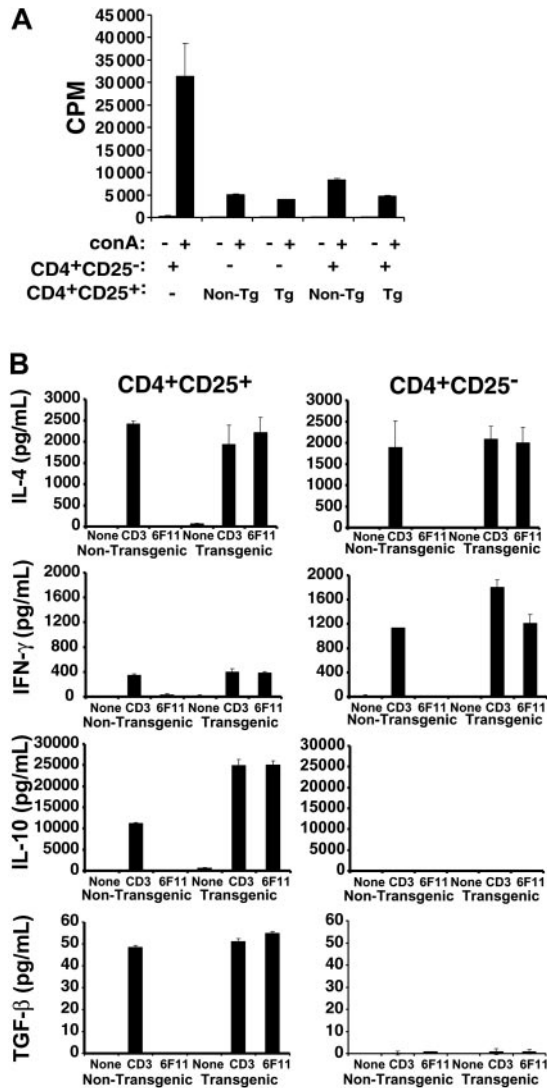 A
CPM
45 000
40 000
35 000
30 000
25 000
20 000
15 000
10 000
5 000
0
conA: - + - + - + - + - +
CD4+CD25-: + - - + +
CD4+CD25+: - Non-Tg Tg Non-Tg Tg
B
CD4+CD25+ CD4+CD25-
IL-4 (pg/mL)
3000 3000
2500 2500
2000 2000
1500 1500
1000 1000
500 500
0 0
None CD3 6F11 None CD3 6F11 None CD3 6F11 None CD3 6F11
Non-Transgenic Transgenic Non-Transgenic Transgenic
IFN-γ (pg/mL)
2000 2000
1600 1600
1200 1200
800 800
400 400
0 0
None CD3 6F11 None CD3 6F11 None CD3 6F11 None CD3 6F11
Non-Transgenic Transgenic Non-Transgenic Transgenic
IL-10 (pg/mL)
30000 30000
25000 25000
20000 20000
15000 15000
10000 10000
5000 5000
0 0
None CD3 6F11 None CD3 6F11 None CD3 6F11 None CD3 6F11
Non-Transgenic Transgenic Non-Transgenic Transgenic
TGF-β (pg/mL)
60 60
50 50
40 40
30 30
20 20
10 10
0 0
None CD3 6F11 None CD3 6F11 None CD3 6F11 None CD3 6F11
Non-Transgenic Transgenic Non-Transgenic Transgenic